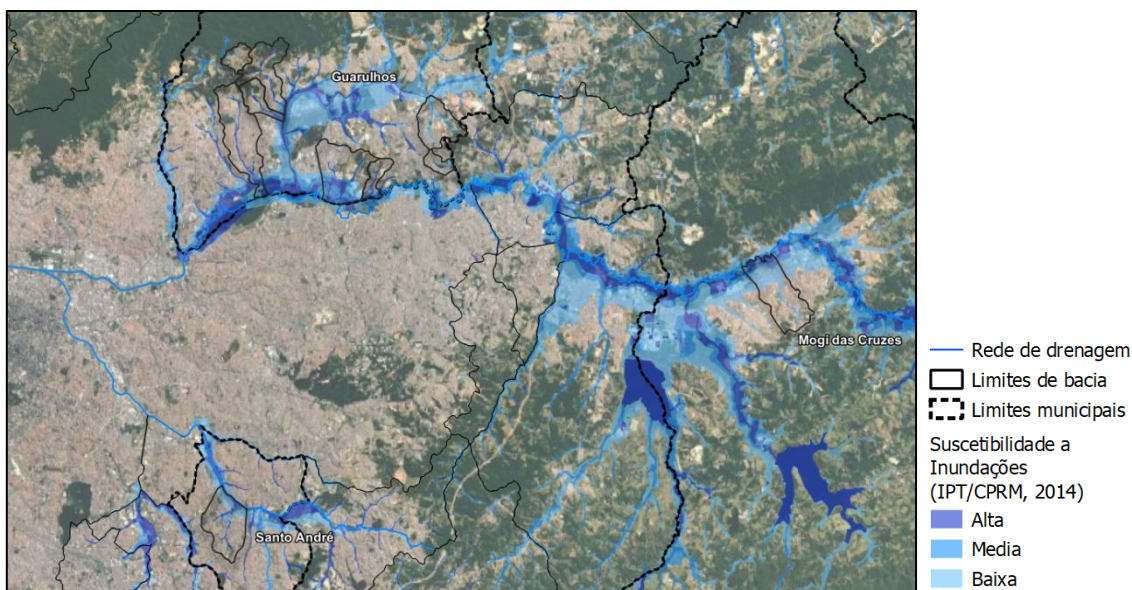 Guarulhos
Mogi das Cruzes
Santo André
Rede de drenagem
Limites de bacia
Limites municipais
Suscetibilidade a
Inundações
(IPT/CPRM, 2014)
Alta
Media
Baixa